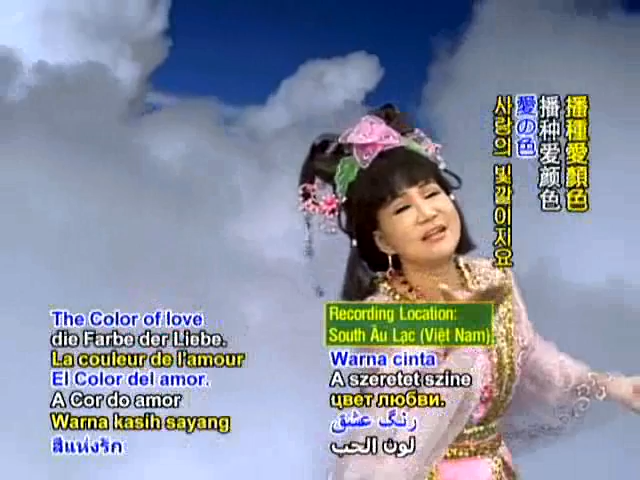 播種愛顏色
播种爱颜色
愛の色
사랑의 빛깔이지요
The Color of love
die Farbe der Liebe.
La couleur de l'amour
El Color del amor.
A Cor do amor
Warna kasih sayang
สีแห่งรัก
Recording Location:
South Âu Lạc (Việt Nam)
Warna cinta
A szeretet színe
цвет любви.
رنگ عشق
لون الحب